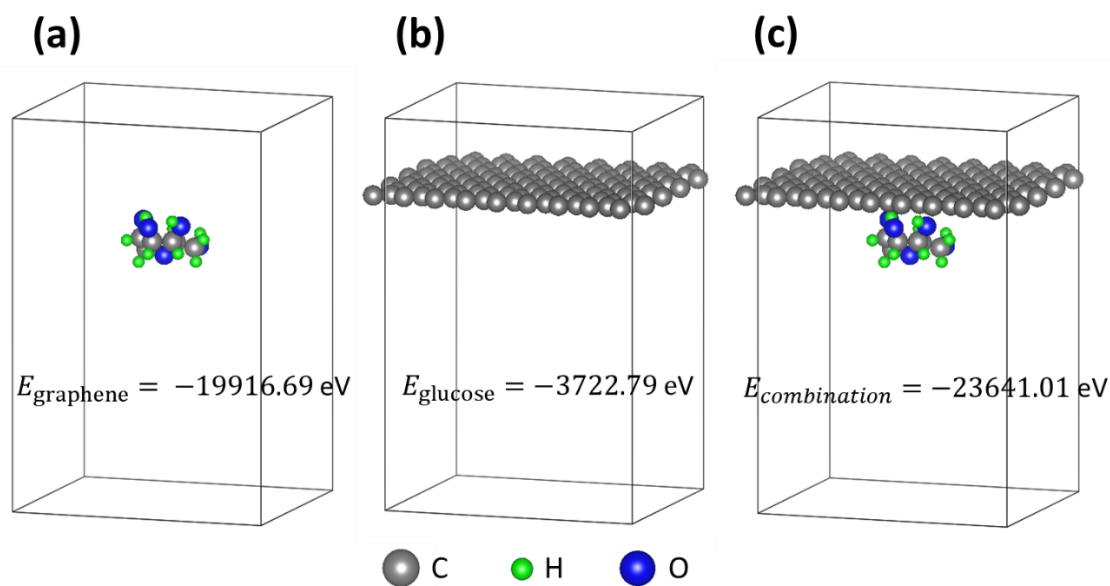 (a)
(b)
(c)
E_graphene = −19916.69 eV
E_glucose = −3722.79 eV
E_combination = −23641.01 eV
C
H
O